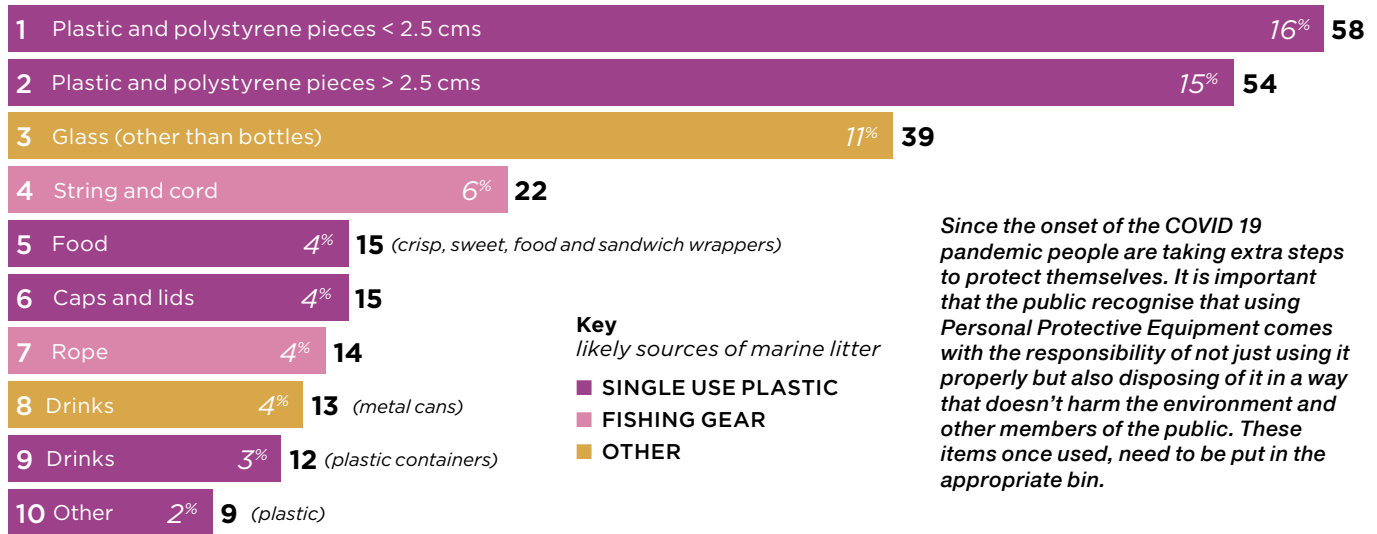 1 Plastic and polystyrene pieces < 2.5 cms 16% 58
2 Plastic and polystyrene pieces > 2.5 cms 15% 54
3 Glass (other than bottles) 11% 39
4 String and cord 6% 22
5 Food 4% 15 (crisp, sweet, food and sandwich wrappers)
6 Caps and lids 4% 15
7 Rope 4% 14
8 Drinks 4% 13 (metal cans)
9 Drinks 3% 12 (plastic containers)
10 Other 2% 9 (plastic)
Key
likely sources of marine litter
SINGLE USE PLASTIC
FISHING GEAR
OTHER
Since the onset of the COVID 19
pandemic people are taking extra steps
to protect themselves. It is important
that the public recognise that using
Personal Protective Equipment comes
with the responsibility of not just using it
properly but also disposing of it in a way
that doesn't harm the environment and
other members of the public. These
items once used, need to be put in the
appropriate bin.